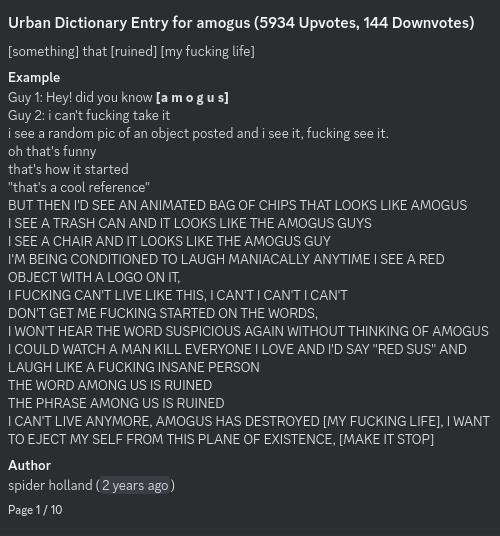 Urban Dictionary Entry for amogus (5934 Upvotes, 144 Downvotes)
[something] that [ruined] [my fucking life]
Example
Guy 1: Hey! did you know [a m o g u s]
Guy 2: i can't fucking take it
i see a random pic of an object posted and i see it, fucking see it.
oh that's funny
that's how it started
"that's a cool reference"
BUT THEN I'D SEE AN ANIMATED BAG OF CHIPS THAT LOOKS LIKE AMOGUS
I SEE A TRASH CAN AND IT LOOKS LIKE THE AMOGUS GUYS
I SEE A CHAIR AND IT LOOKS LIKE THE AMOGUS GUY
I'M BEING CONDITIONED TO LAUGH MANIACALLY ANYTIME I SEE A RED
OBJECT WITH A LOGO ON IT,
I FUCKING CAN'T LIVE LIKE THIS, I CAN'T I CAN'T I CAN'T
DON'T GET ME FUCKING STARTED ON THE WORDS,
I WON'T HEAR THE WORD SUSPICIOUS AGAIN WITHOUT THINKING OF AMOGUS
I COULD WATCH A MAN KILL EVERYONE I LOVE AND I'D SAY "RED SUS" AND
LAUGH LIKE A FUCKING INSANE PERSON
THE WORD AMONG US IS RUINED
THE PHRASE AMONG US IS RUINED
I CAN'T LIVE ANYMORE, AMOGUS HAS DESTROYED [MY FUCKING LIFE], I WANT
TO EJECT MY SELF FROM THIS PLANE OF EXISTENCE, [MAKE IT STOP]
Author
spider holland (2 years ago)
Page 1 / 10